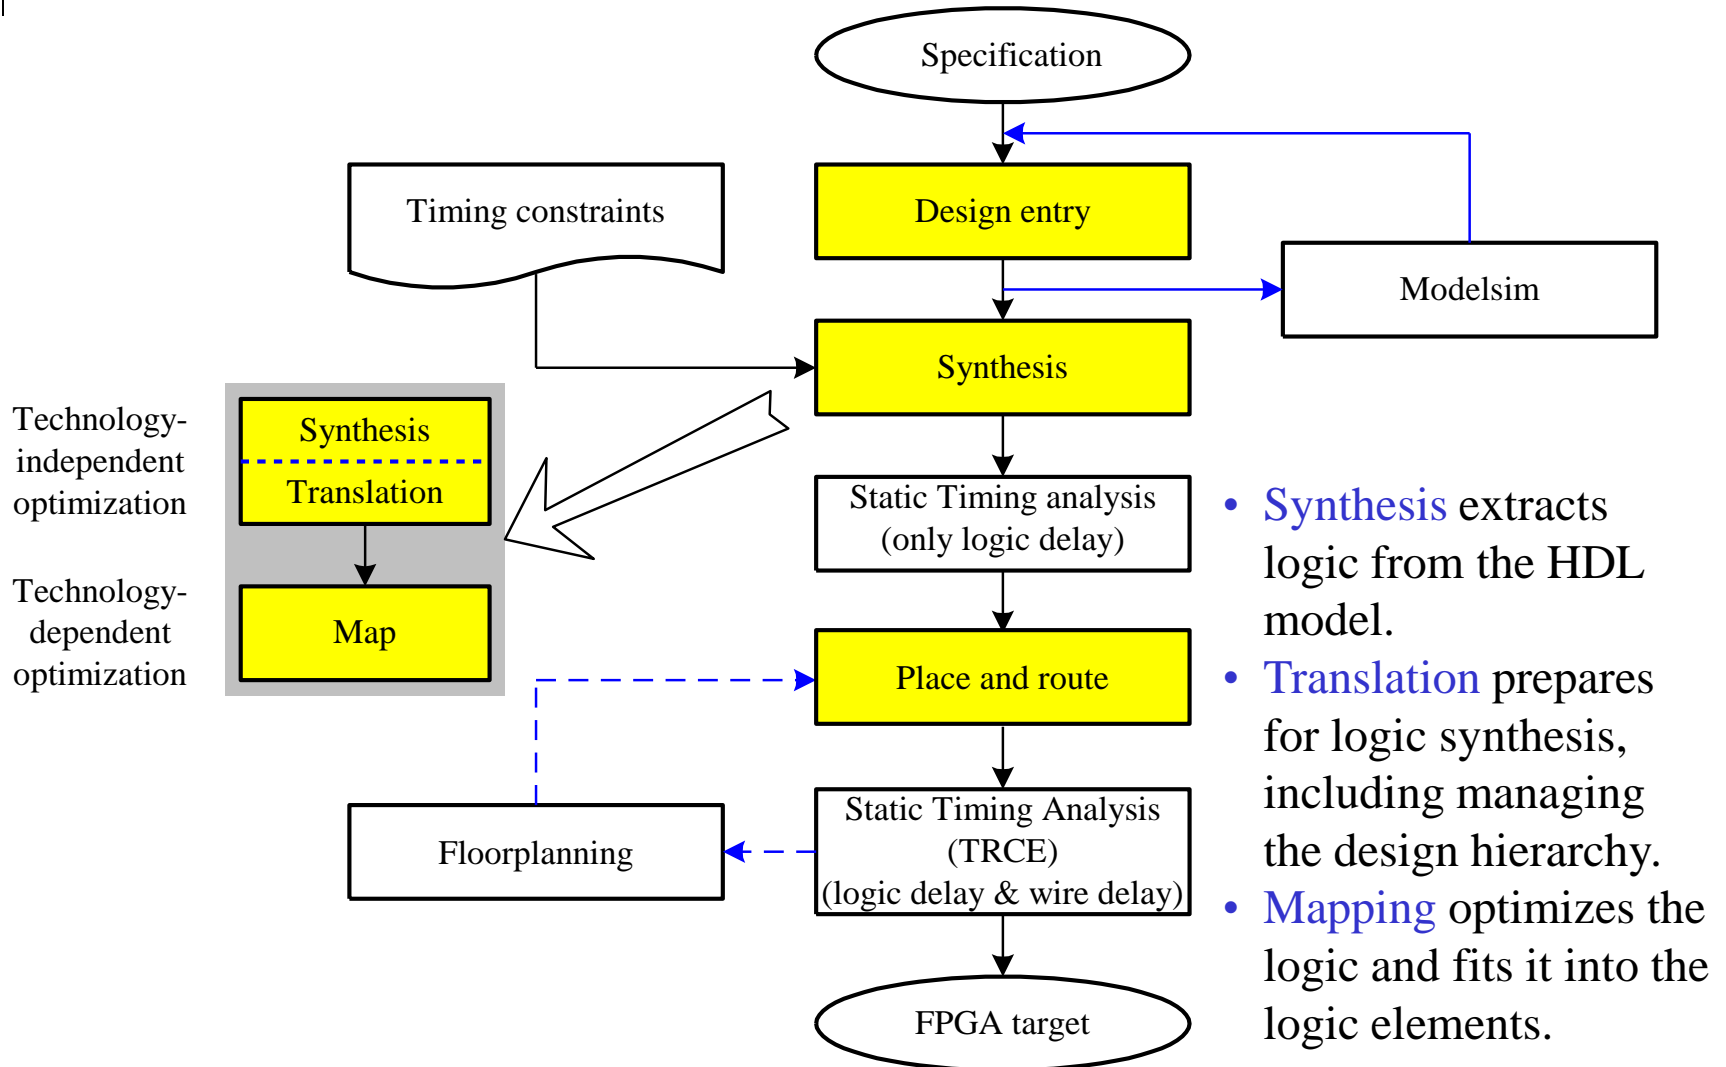 Specification
Timing constraints
Design entry
Modelsim
Synthesis
Technology-
independent
optimization
Synthesis
Translation
Technology-
dependent
optimization
Map
Static Timing analysis
(only logic delay)
Place and route
Floorplanning
Static Timing Analysis
(TRCE)
(logic delay & wire delay)
FPGA target
• Synthesis extracts
logic from the HDL
model.
• Translation prepares
for logic synthesis,
including managing
the design hierarchy.
• Mapping optimizes the
logic and fits it into the
logic elements.